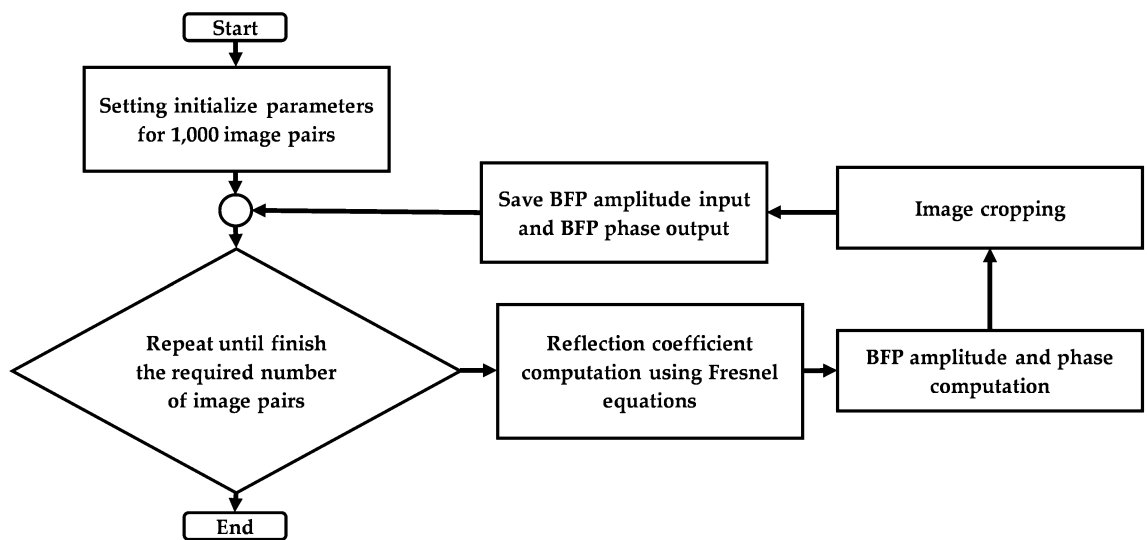 Start
Setting initialize parameters
for 1,000 image pairs
Save BFP amplitude input
and BFP phase output
Image cropping
Repeat until finish
the required number
of image pairs
Reflection coefficient
computation using Fresnel
equations
BFP amplitude and phase
computation
End